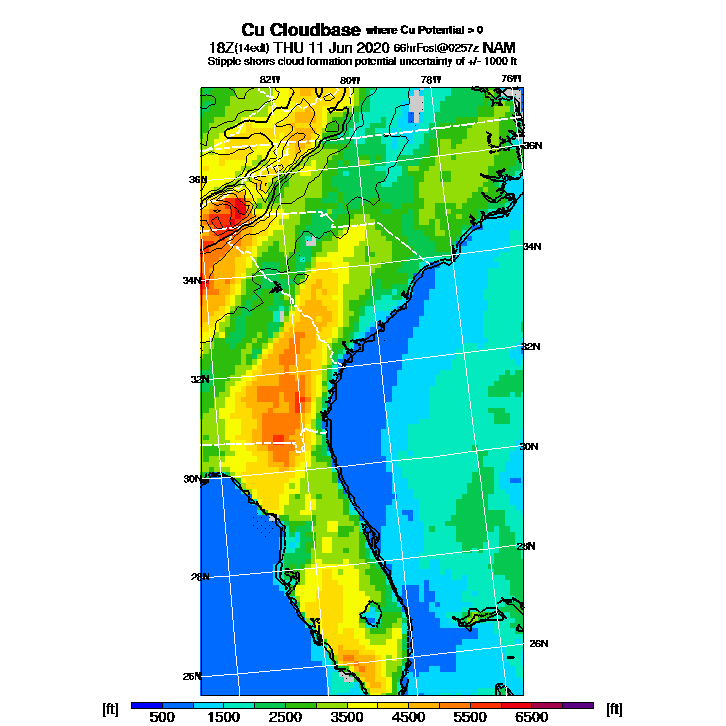 Cu Cloudbase where Cu Potential > 0
18Z(14edt) THU 11 Jun 2020 66hrFcst@0257z NAM
Stipple shows cloud formation potential uncertainty of +/- 1000 ft
82W 80W 78W 76W
36N
36N
34N
34N
32N
32N
30N
30N
28N
28N
26N
26N
[ft] 500 1500 2500 3500 4500 5500 6500 [ft]